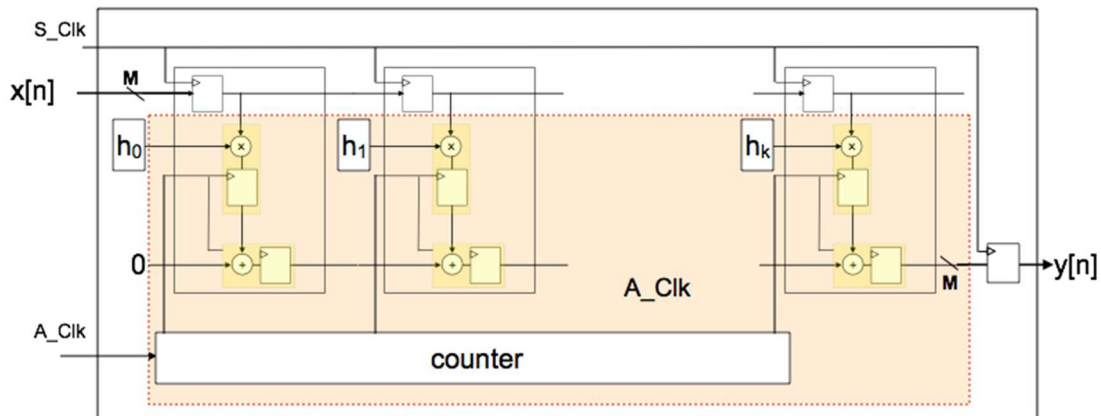 S_Clk
M
x[n]
h₀
h₁
hₖ
×
×
×
0
+
+
+
M
y[n]
A_Clk
A_Clk
counter